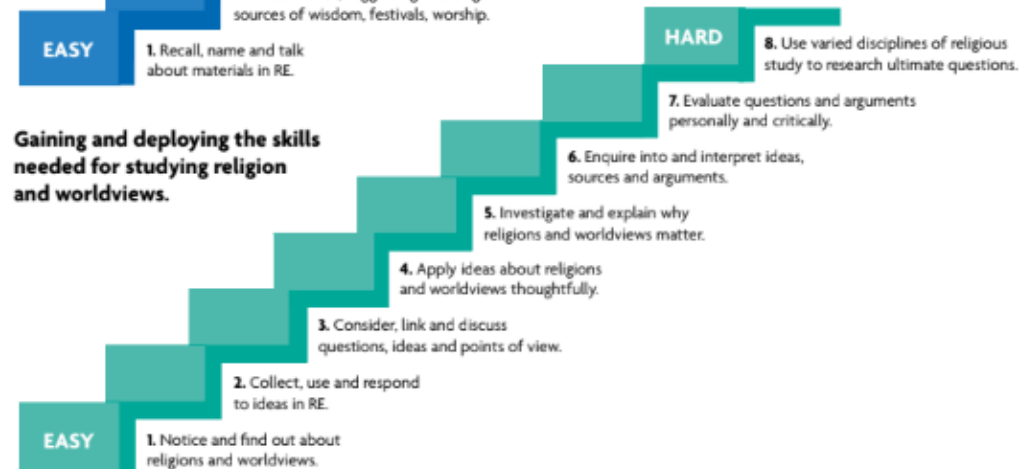 sources of wisdom, festivals, worship.
EASY
1. Recall, name and talk
about materials in RE.
HARD
8. Use varied disciplines of religious
study to research ultimate questions.
7. Evaluate questions and arguments
personally and critically.
Gaining and deploying the skills
needed for studying religion
and worldviews.
6. Enquire into and interpret ideas,
sources and arguments.
5. Investigate and explain why
religions and worldviews matter.
4. Apply ideas about religions
and worldviews thoughtfully.
3. Consider, link and discuss
questions, ideas and points of view.
2. Collect, use and respond
to ideas in RE.
EASY
1. Notice and find out about
religions and worldviews.